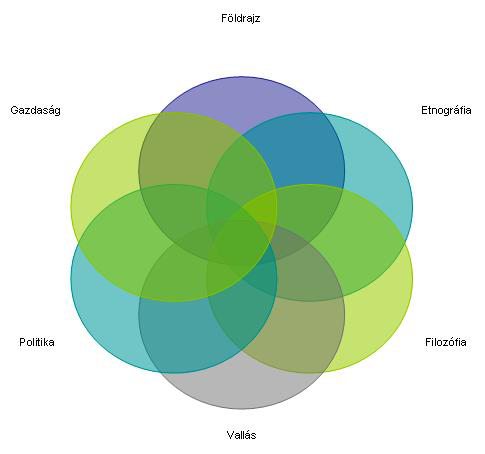 Földrajz
Gazdaság
Etnográfia
Politika
Filozófia
Vallás